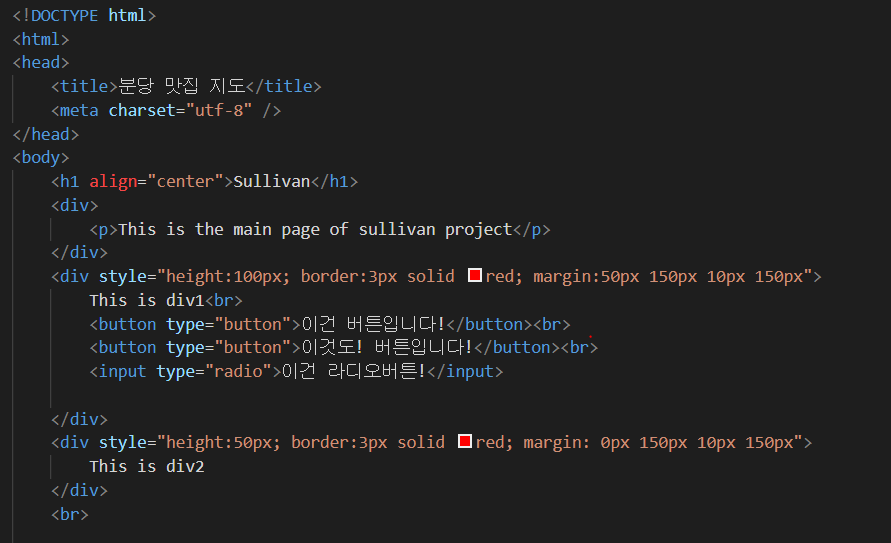 <!DOCTYPE html>
<html>
<head>
    <title>분당 맛집 지도</title>
    <meta charset="utf-8" />
</head>
<body>
    <h1 align="center">Sullivan</h1>
    <div>
        <p>This is the main page of sullivan project</p>
    </div>
    <div style="height:100px; border:3px solid red; margin:50px 150px 10px 150px">
        This is div1<br>
        <button type="button">이건 버튼입니다!</button><br>
        <button type="button">이것도! 버튼입니다!</button><br>
        <input type="radio">이건 라디오버튼!</input>
    </div>
    <div style="height:50px; border:3px solid red; margin: 0px 150px 10px 150px">
        This is div2
    </div>
    <br>